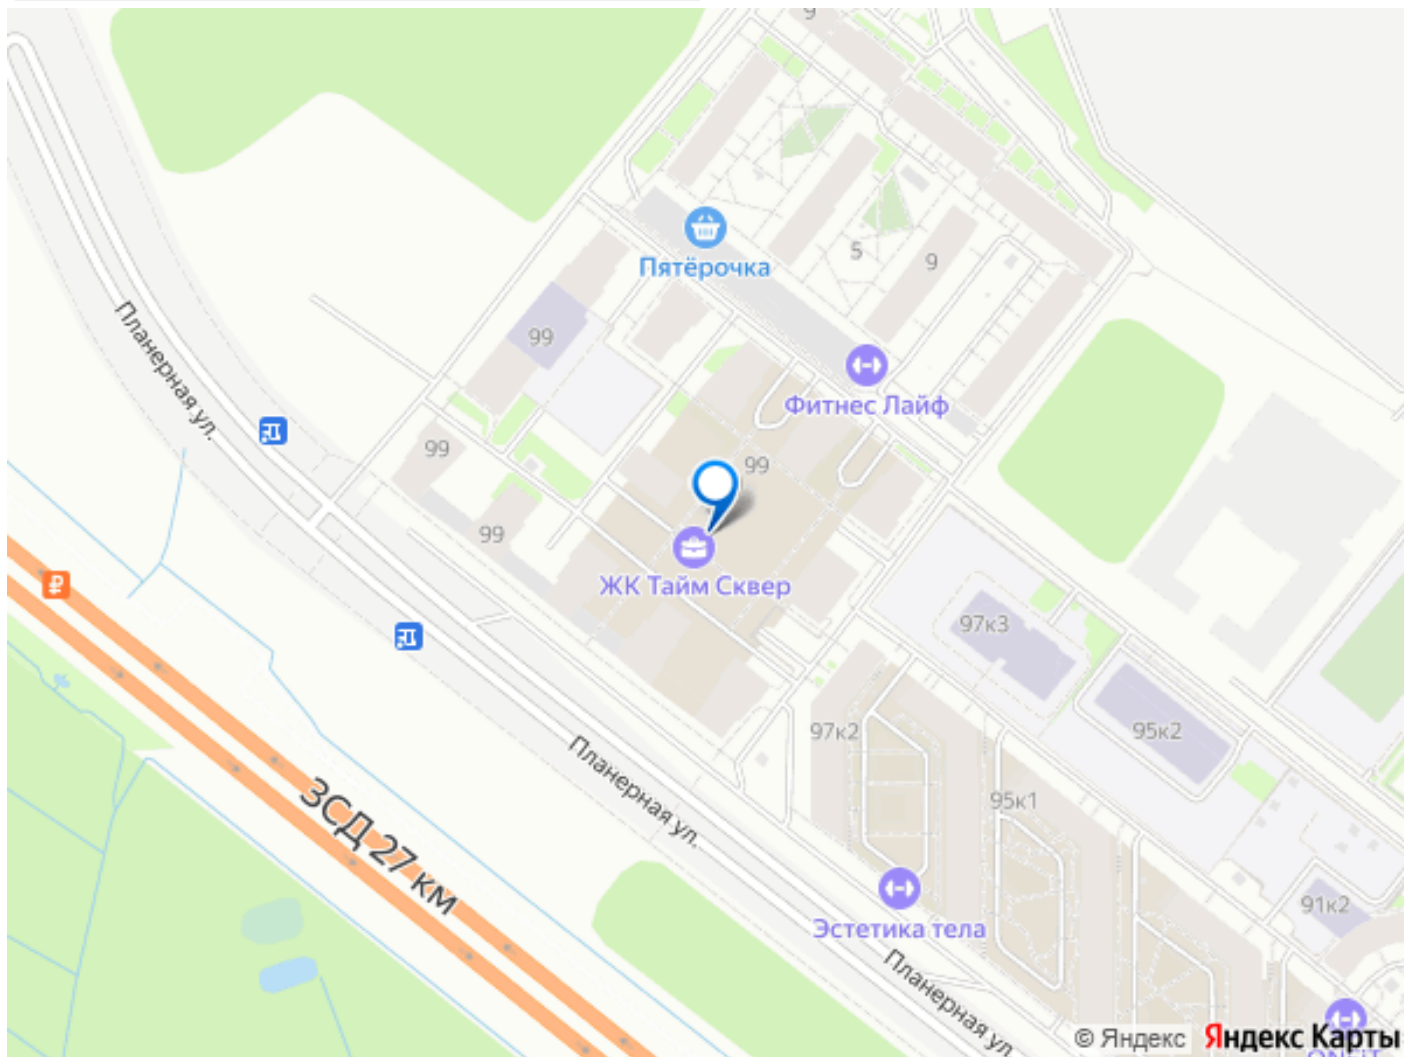 9
Пятёрочка
5
9
Планерная ул.
99
Фитнес Лайф
99
99
99
ЖК Тайм Сквер
97к3
97к2
95к2
Планерная ул.
95к1
ЗСД 27 км
91к2
Эстетика тела
Планерная ул.
© Яндекс Яндекс Карты